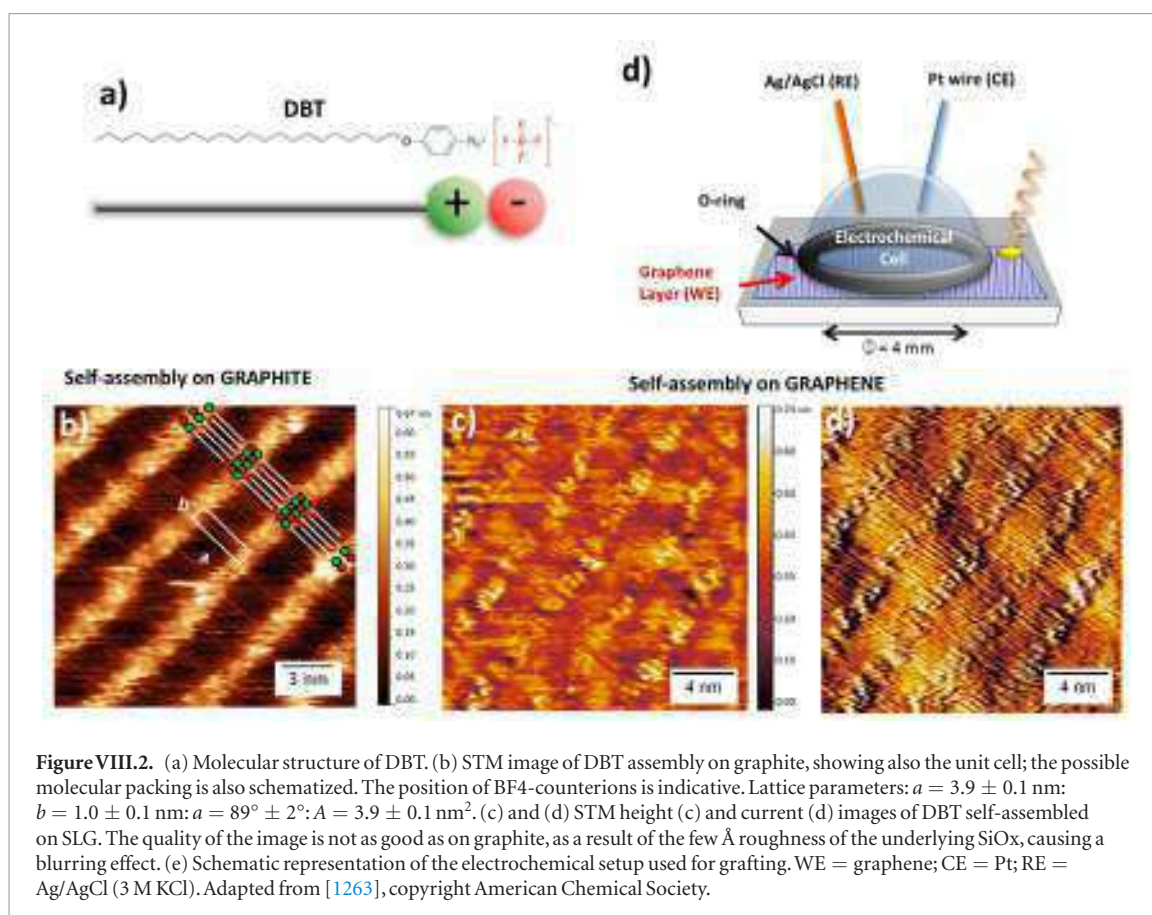 a)
DBT
+
-
d)
Ag/AgCl (RE)
Pt wire (CE)
O-ring
Electrochemical
Cell
Graphene
Layer (WE)
4 mm
Self-assembly on GRAPHITE
Self-assembly on GRAPHENE
b)
b
a
3 nm
c)
4 nm
d)
4 nm
Figure VIII.2. (a) Molecular structure of DBT. (b) STM image of DBT assembly on graphite, showing also the unit cell; the possible
molecular packing is also schematized. The position of BF4-counterions is indicative. Lattice parameters: a = 3.9 ± 0.1 nm:
b = 1.0 ± 0.1 nm: a = 89° ± 2°: A = 3.9 ± 0.1 nm². (c) and (d) STM height (c) and current (d) images of DBT self-assembled
on SLG. The quality of the image is not as good as on graphite, as a result of the few Å roughness of the underlying SiOx, causing a
blurring effect. (e) Schematic representation of the electrochemical setup used for grafting. WE = graphene; CE = Pt; RE =
Ag/AgCl (3 M KCl). Adapted from [1263], copyright American Chemical Society.